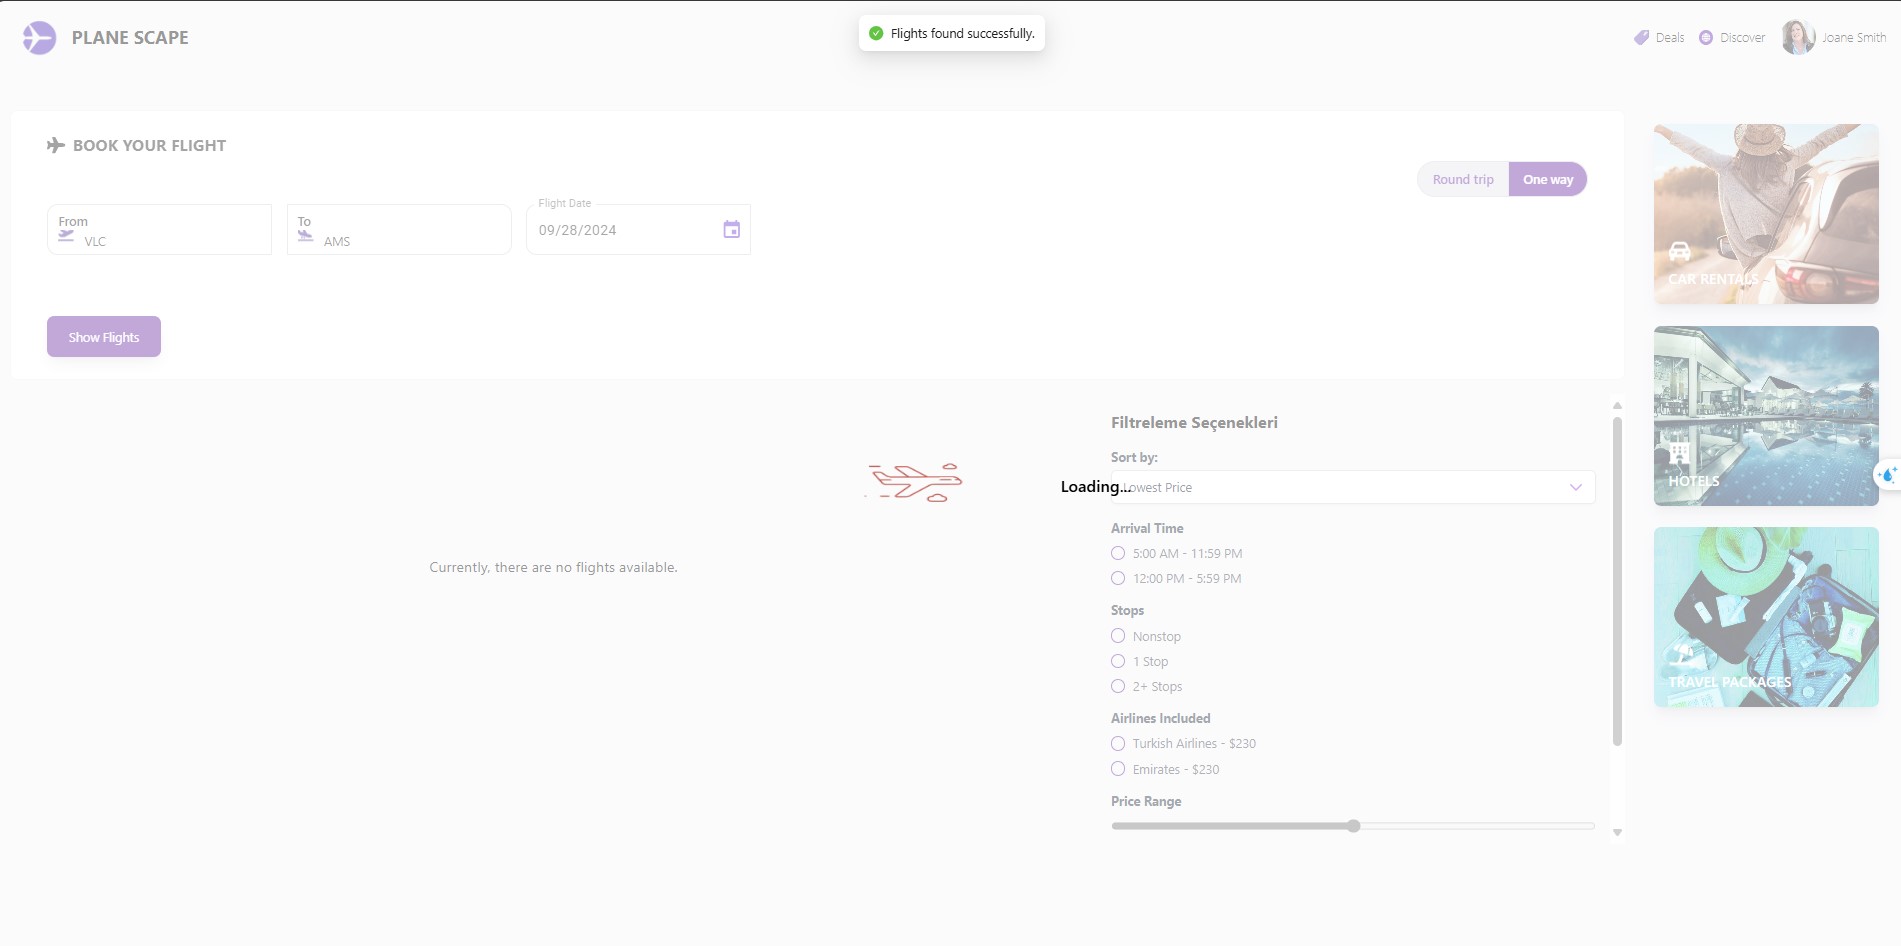 PLANE SCAPE
Flights found successfully.
Deals
Discover
Joane Smith
BOOK YOUR FLIGHT
Round trip
One way
From
VLC
To
AMS
Flight Date
09/28/2024
Show Flights
CAR RENTALS
HOTELS
TRAVEL PACKAGES
Currently, there are no flights available.
Loading...
Filtreleme Seçenekleri
Sort by:
Lowest Price
Arrival Time
5:00 AM - 11:59 PM
12:00 PM - 5:59 PM
Stops
Nonstop
1 Stop
2+ Stops
Airlines Included
Turkish Airlines - $230
Emirates - $230
Price Range